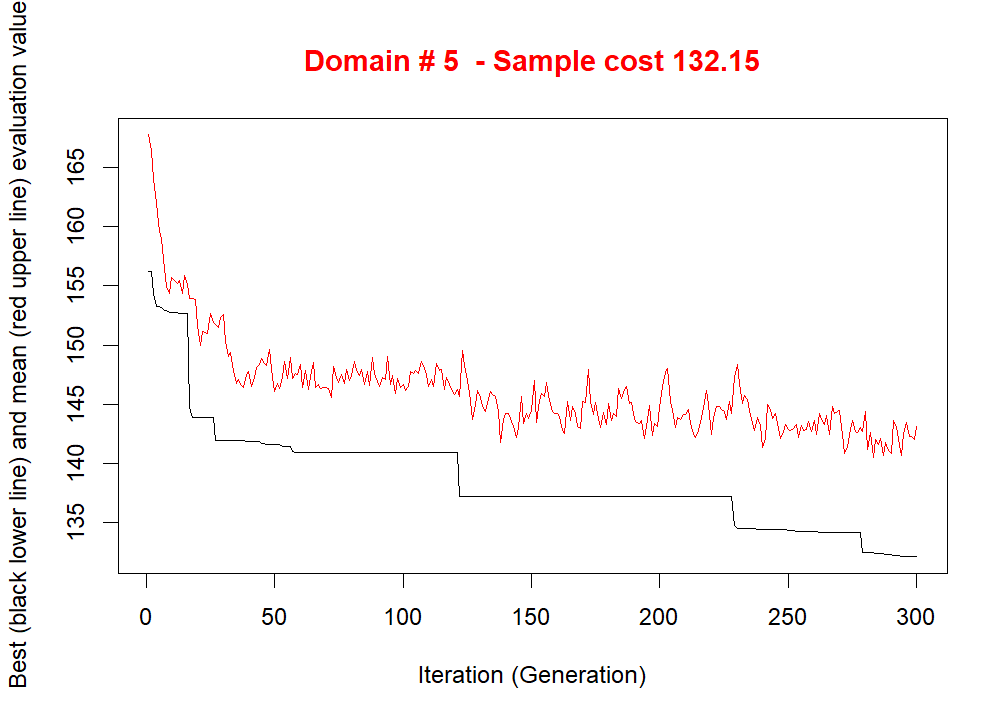 Domain # 5  - Sample cost 132.15
Best (black lower line) and mean (red upper line) evaluation value
165
160
155
150
145
140
135
0 50 100 150 200 250 300
Iteration (Generation)